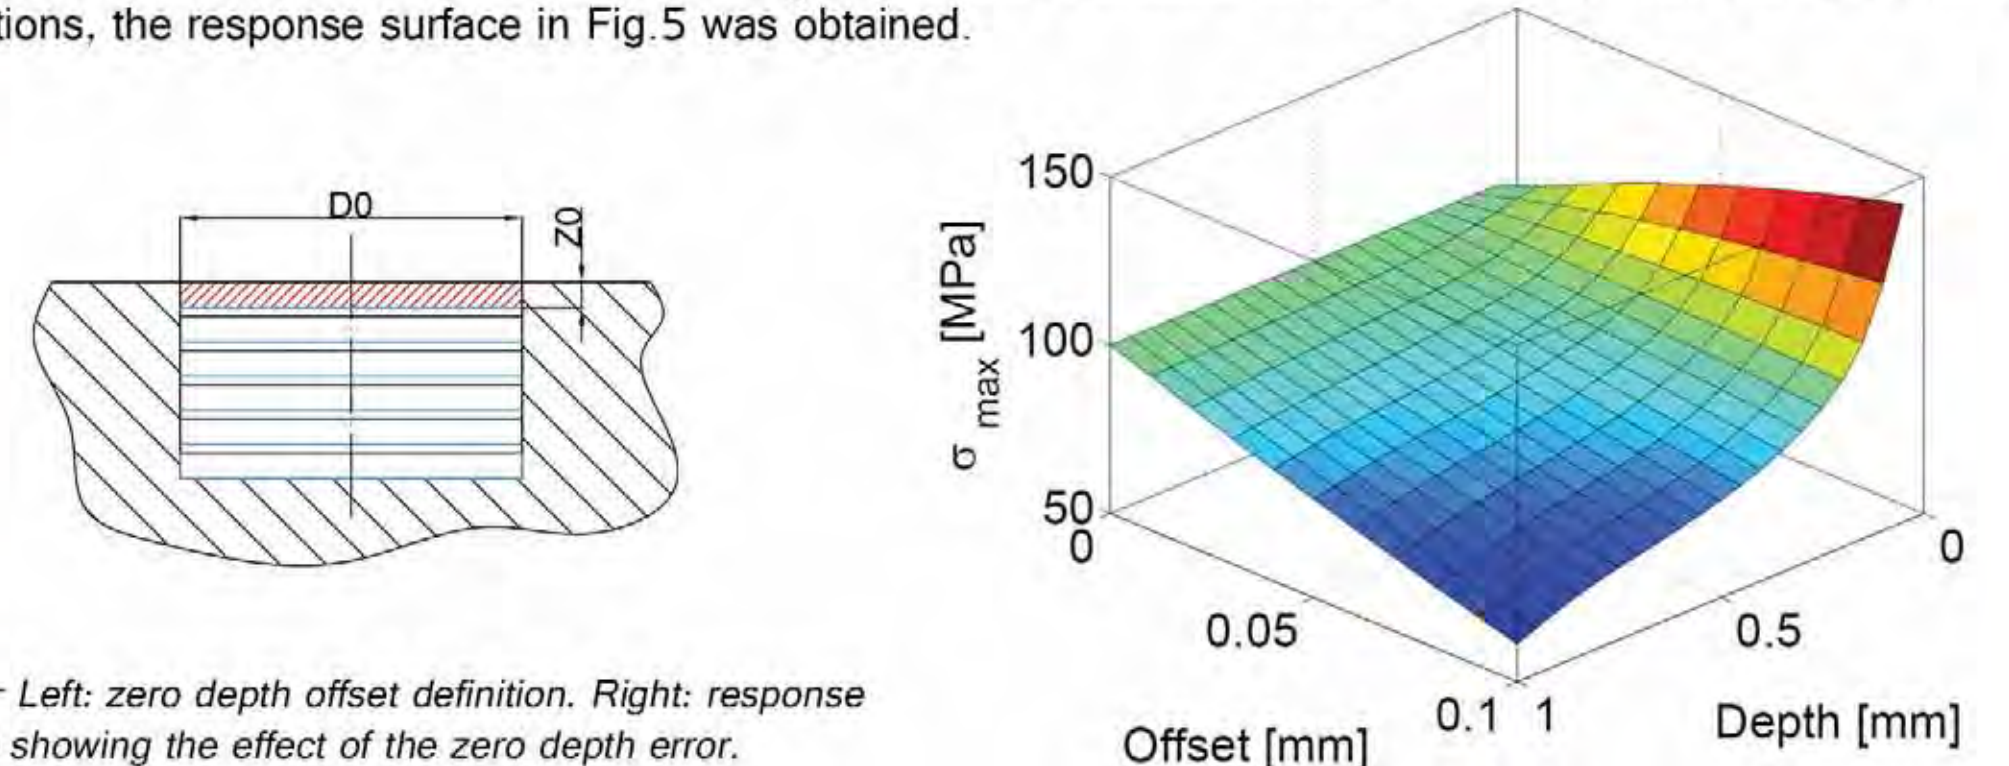 tions, the response surface in Fig.5 was obtained.
D0
Z0
Left: zero depth offset definition. Right: response
showing the effect of the zero depth error.
150
100
50
σ max [MPa]
0
0.05
0.1
Offset [mm]
1
0.5
0
Depth [mm]